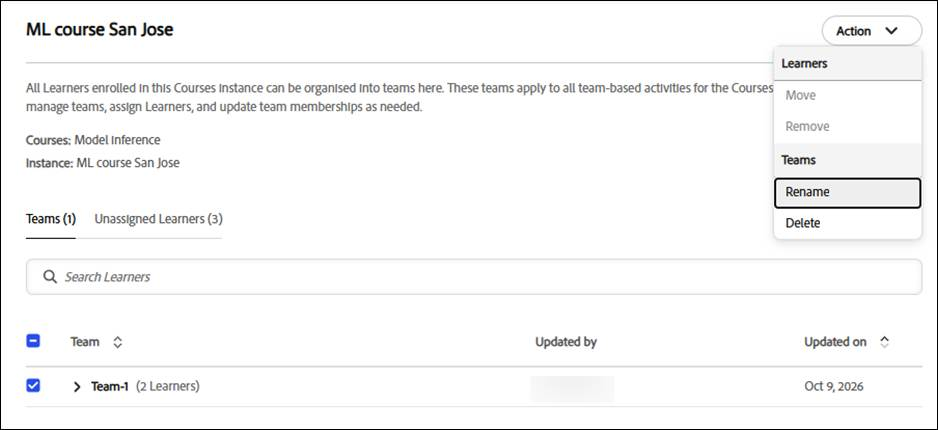 ML course San Jose
Action
All Learners enrolled in this Courses instance can be organised into teams here. These teams apply to all team-based activities for the Courses
manage teams, assign Learners, and update team memberships as needed.
Learners
Move
Remove
Teams
Rename
Delete
Courses: Model Inference
Instance: ML course San Jose
Teams (1) Unassigned Learners (3)
Search Learners
Team Updated by Updated on
Team-1 (2 Learners) Oct 9, 2026